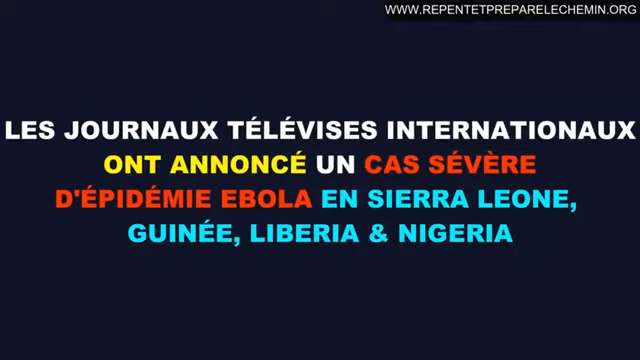 WWW.REPENTETPREPARELECHEMIN.ORG
LES JOURNAUX TÉLÉVISES INTERNATIONAUX
ONT ANNONCÉ UN CAS SÉVÈRE
D'ÉPIDÉMIE EBOLA EN SIERRA LEONE,
GUINÉE, LIBERIA & NIGERIA